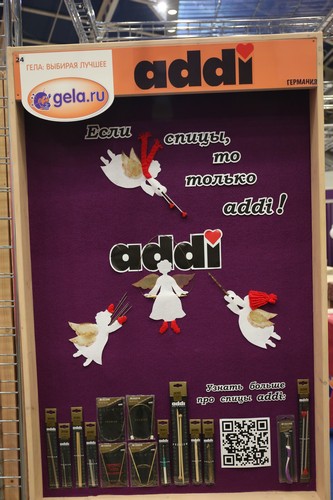 24
ГЕЛА: ВЫБИРАЯ ЛУЧШЕЕ
gela.ru
addi
ГЕРМАНИЯ
Если спицы,
то
только
addi!
addi
Узнать больше
про спицы addi:
addi